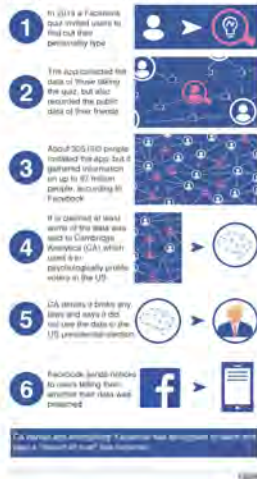 1
In 2014 a Facebook
quiz invited users to
find out their
personality type
2
The app collected the
data of those taking
the quiz, but also
recorded the public
data of their friends
3
About 305,000 people
installed the app, but it
gathered information
on up to 87 million
people, according to
Facebook
4
It is claimed at least
some of the data was
sold to Cambridge
Analytica (CA) which
used it to
psychologically profile
voters in the US
5
CA denies it broke any
laws and says it did
not use the data in the
US presidential election
6
Facebook sends notices
to users telling them
whether their data was
breached